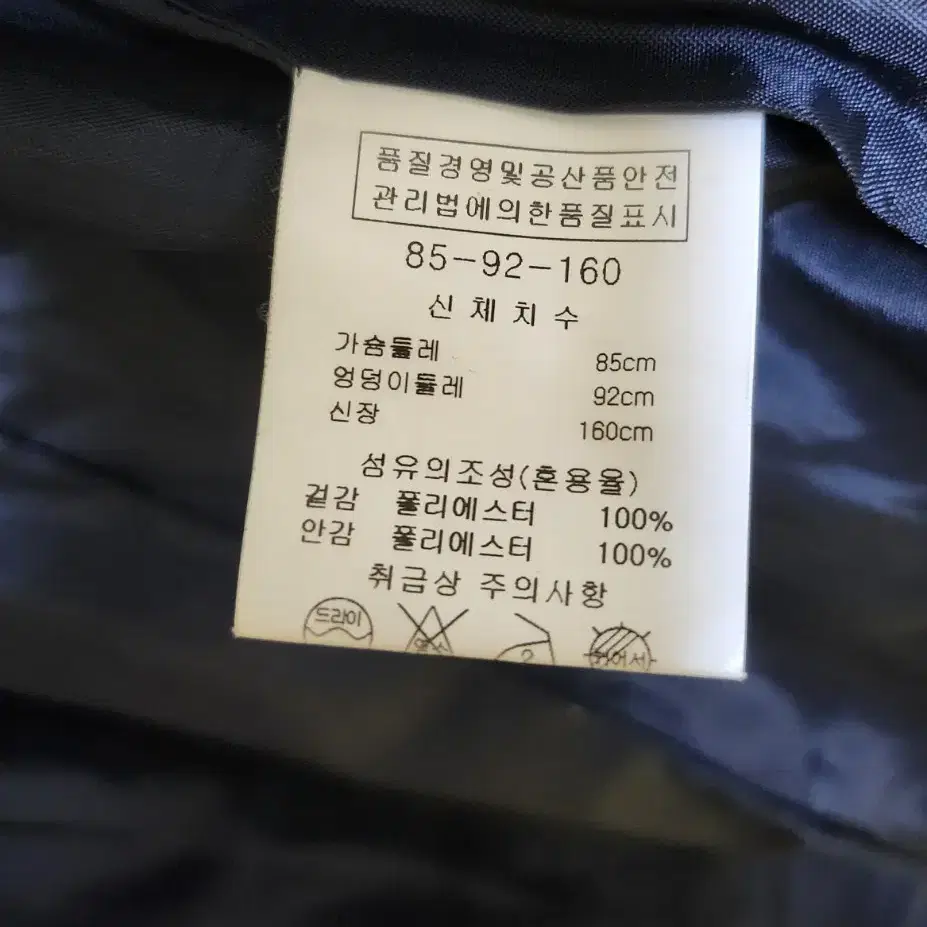 품질경영및공산품안전
관리법에의한품질표시
85-92-160
신체치수
가슴둘레 85cm
엉덩이둘레 92cm
신장 160cm
섬유의조성(혼용율)
겉감 폴리에스터 100%
안감 폴리에스터 100%
취급상 주의사항
드라이 2